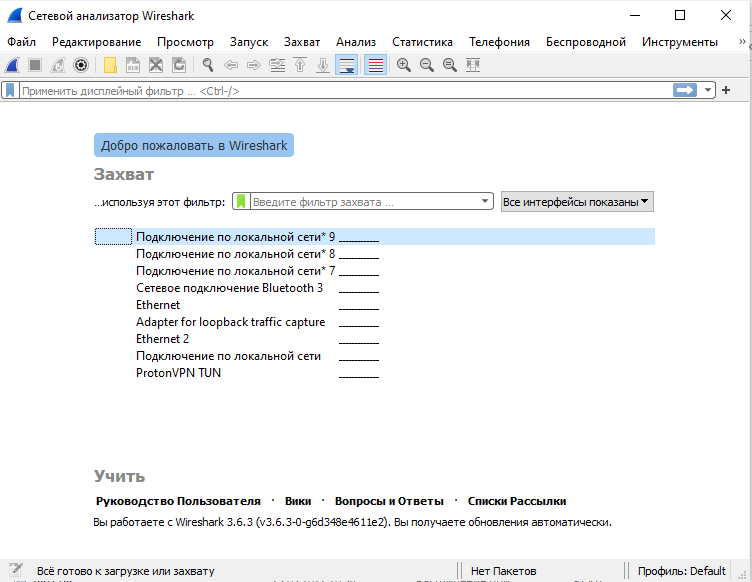 Сетевой анализатор Wireshark
Файл Редактирование Просмотр Запуск Захват Анализ Статистика Телефония Беспроводной Инструменты »
Применить дисплейный фильтр … <Ctrl-/>
Добро пожаловать в Wireshark
Захват
…используя этот фильтр: Введите фильтр захвата … Все интерфейсы показаны
Подключение по локальной сети* 9
Подключение по локальной сети* 8
Подключение по локальной сети* 7
Сетевое подключение Bluetooth 3
Ethernet
Adapter for loopback traffic capture
Ethernet 2
Подключение по локальной сети
ProtonVPN TUN
Учить
Руководство Пользователя · Вики · Вопросы и Ответы · Списки Рассылки
Вы работаете с Wireshark 3.6.3 (v3.6.3-0-g6d348e4611e2). Вы получаете обновления автоматически.
Всё готово к загрузке или захвату Нет Пакетов Профиль: Default